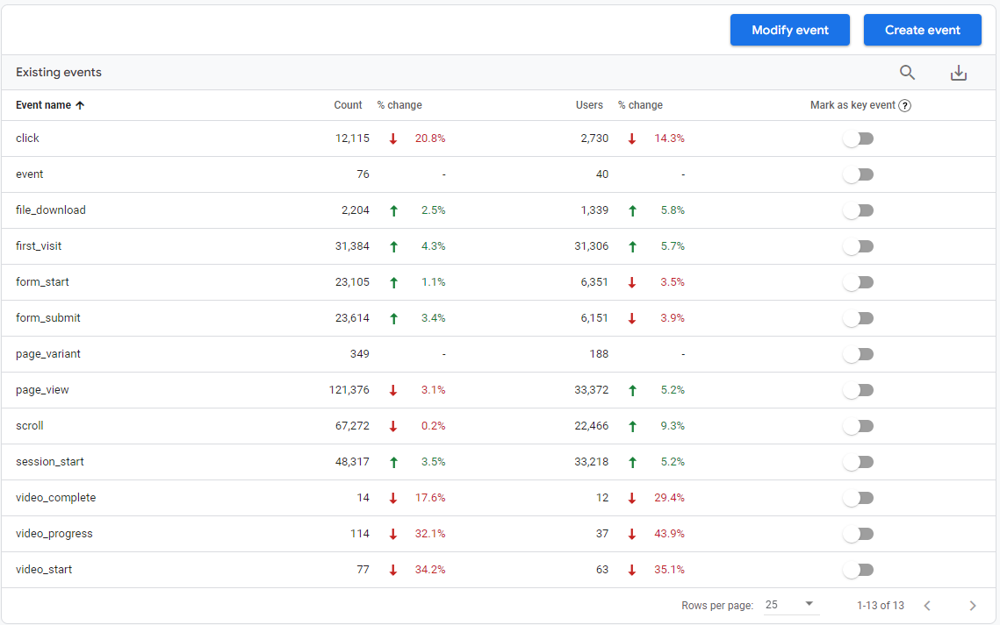 Modify event Create event
Existing events
Event name Count % change Users % change Mark as key event ?
click 12,115 20.8% 2,730 14.3%
event 76 - 40 -
file_download 2,204 2.5% 1,339 5.8%
first_visit 31,384 4.3% 31,306 5.7%
form_start 23,105 1.1% 6,351 3.5%
form_submit 23,614 3.4% 6,151 3.9%
page_variant 349 - 188 -
page_view 121,376 3.1% 33,372 5.2%
scroll 67,272 0.2% 22,466 9.3%
session_start 48,317 3.5% 33,218 5.2%
video_complete 14 17.6% 12 29.4%
video_progress 114 32.1% 37 43.9%
video_start 77 34.2% 63 35.1%
Rows per page: 25 1-13 of 13